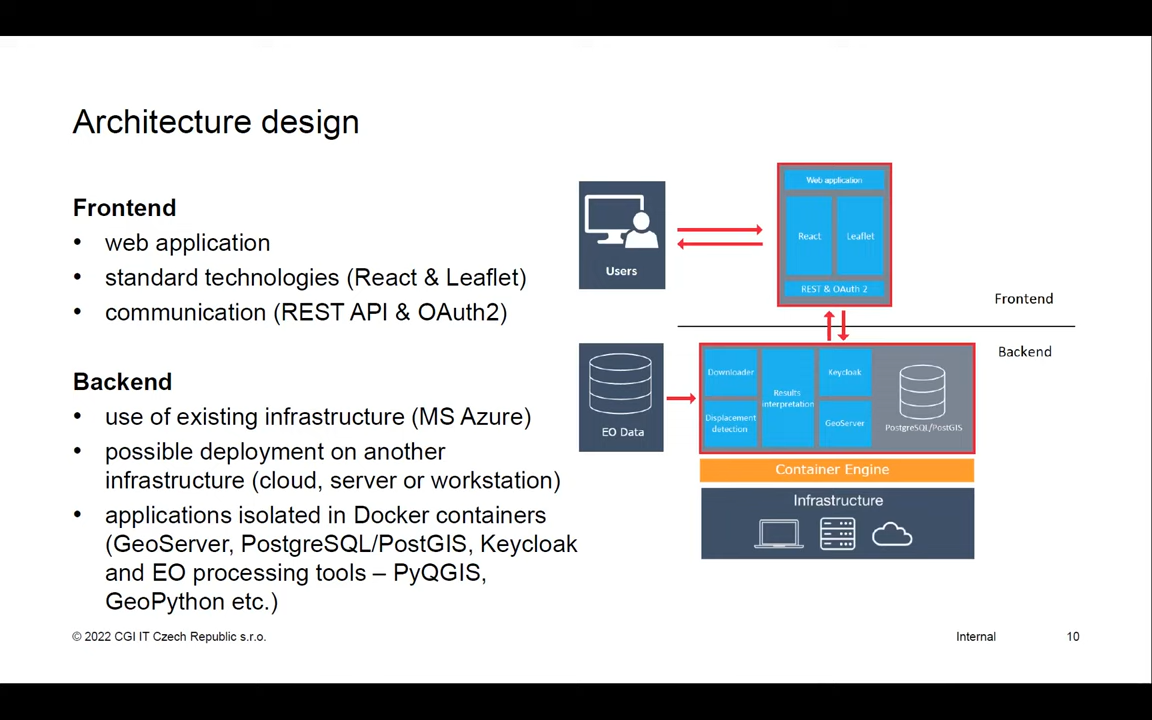 Architecture design
Frontend
• web application
• standard technologies (React & Leaflet)
• communication (REST API & OAuth2)
Backend
• use of existing infrastructure (MS Azure)
• possible deployment on another
infrastructure (cloud, server or workstation)
• applications isolated in Docker containers
(GeoServer, PostgreSQL/PostGIS, Keycloak
and EO processing tools – PyQGIS,
GeoPython etc.)
Users
Web application
React
Leaflet
REST & OAuth 2
Frontend
Backend
EO Data
Downloader
Displacement
detection
Results
interpretation
Keycloak
GeoServer
PostgreSQL/PostGIS
Container Engine
Infrastructure
© 2022 CGI IT Czech Republic s.r.o.
Internal
10